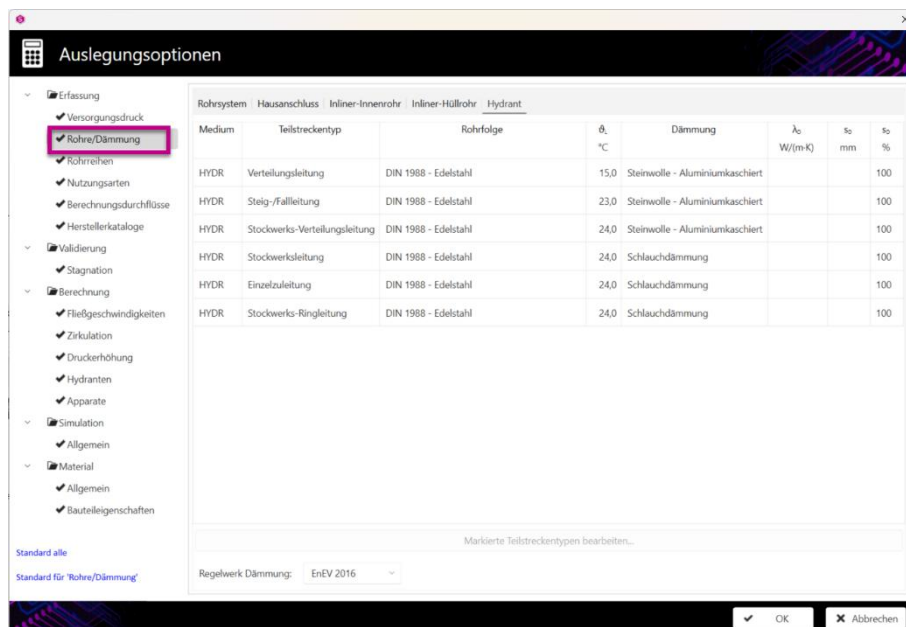 Auslegungsoptionen
Erfassung
Versorgungsdruck
Rohre/Dämmung
Rohrreihen
Nutzungsarten
Berechnungsdurchflüsse
Herstellerkataloge
Validierung
Stagnation
Berechnung
Fließgeschwindigkeiten
Zirkulation
Druckerhöhung
Hydranten
Apparate
Simulation
Allgemein
Material
Allgemein
Bauteileigenschaften
Standard alle
Standard für 'Rohre/Dämmung'
Rohrsystem Hausanschluss Inliner-Innenrohr Inliner-Hüllrohr Hydrant
Medium Teilstreckentyp Rohrfolge Dämmung
°C W/(m·K) mm %
HYDR Verteilungsleitung DIN 1988 - Edelstahl 15,0 Steinwolle - Aluminiumkaschiert 100
HYDR Steig-/Fallleitung DIN 1988 - Edelstahl 23,0 Steinwolle - Aluminiumkaschiert 100
HYDR Stockwerks-Verteilungsleitung DIN 1988 - Edelstahl 24,0 Steinwolle - Aluminiumkaschiert 100
HYDR Stockwerksleitung DIN 1988 - Edelstahl 24,0 Schlauchdämmung 100
HYDR Einzelzuleitung DIN 1988 - Edelstahl 24,0 Schlauchdämmung 100
HYDR Stockwerks-Ringleitung DIN 1988 - Edelstahl 24,0 Schlauchdämmung 100
Markierte Teilstreckentypen bearbeiten...
Regelwerk Dämmung: EnEV 2016
OK Abbrechen